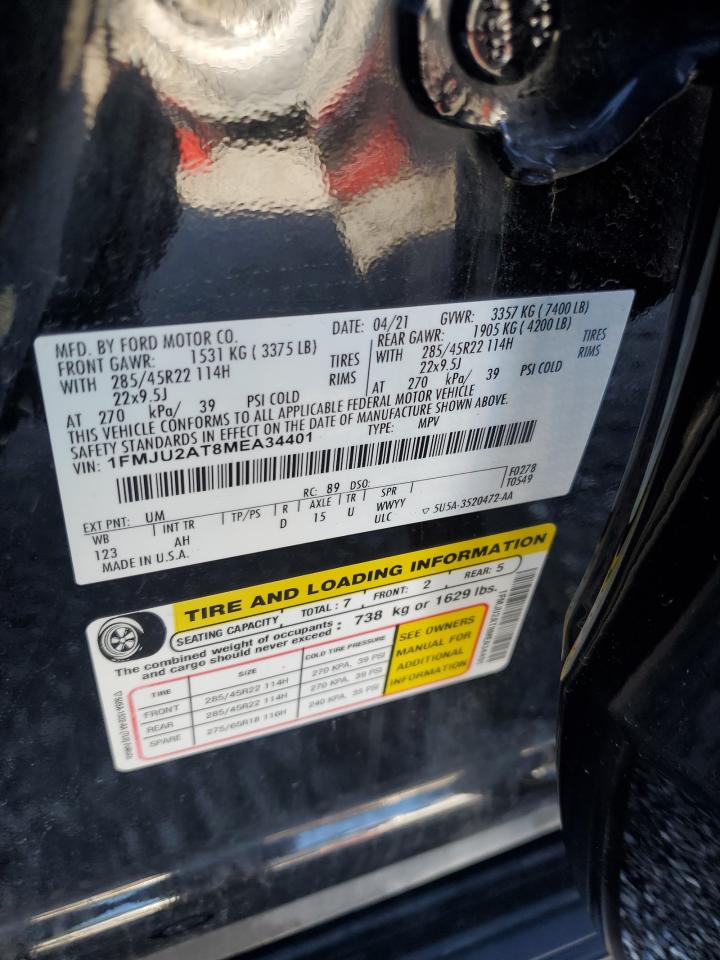 MFD. BY FORD MOTOR CO.
DATE: 04/21 GVWR: 3357 KG (7400 LB)
FRONT GAWR: 1531 KG (3375 LB)
REAR GAWR: 1905 KG (4200 LB)
WITH 285/45R22 114H TIRES
WITH 285/45R22 114H TIRES
22x9.5J RIMS
22x9.5J RIMS
AT 270 kPa/ 39 PSI COLD
AT 270 kPa/ 39 PSI COLD
THIS VEHICLE CONFORMS TO ALL APPLICABLE FEDERAL MOTOR VEHICLE
SAFETY STANDARDS IN EFFECT ON THE DATE OF MANUFACTURE SHOWN ABOVE.
VIN: 1FMJU2AT8MEA34401 TYPE: MPV
F0278
T0549
EXT PNT: UM RC: 89 DSO:
WB INT TR TP/PS R AXLE TR SPR
123 AH D 15 U WWYY
ULC
5U5A-3520472-AA
MADE IN U.S.A.
TIRE AND LOADING INFORMATION
SEATING CAPACITY TOTAL: 7 FRONT: 2 REAR: 5
The combined weight of occupants
and cargo should never exceed : 738 kg or 1629 lbs.
TIRE SIZE COLD TIRE PRESSURE
FRONT 285/45R22 114H 270 KPA, 39 PSI
REAR 285/45R22 114H 270 KPA, 39 PSI
SPARE 275/65R18 116H 240 KPA, 35 PSI
SEE OWNERS
MANUAL FOR
ADDITIONAL
INFORMATION
1FMJU2AT8MEA34401